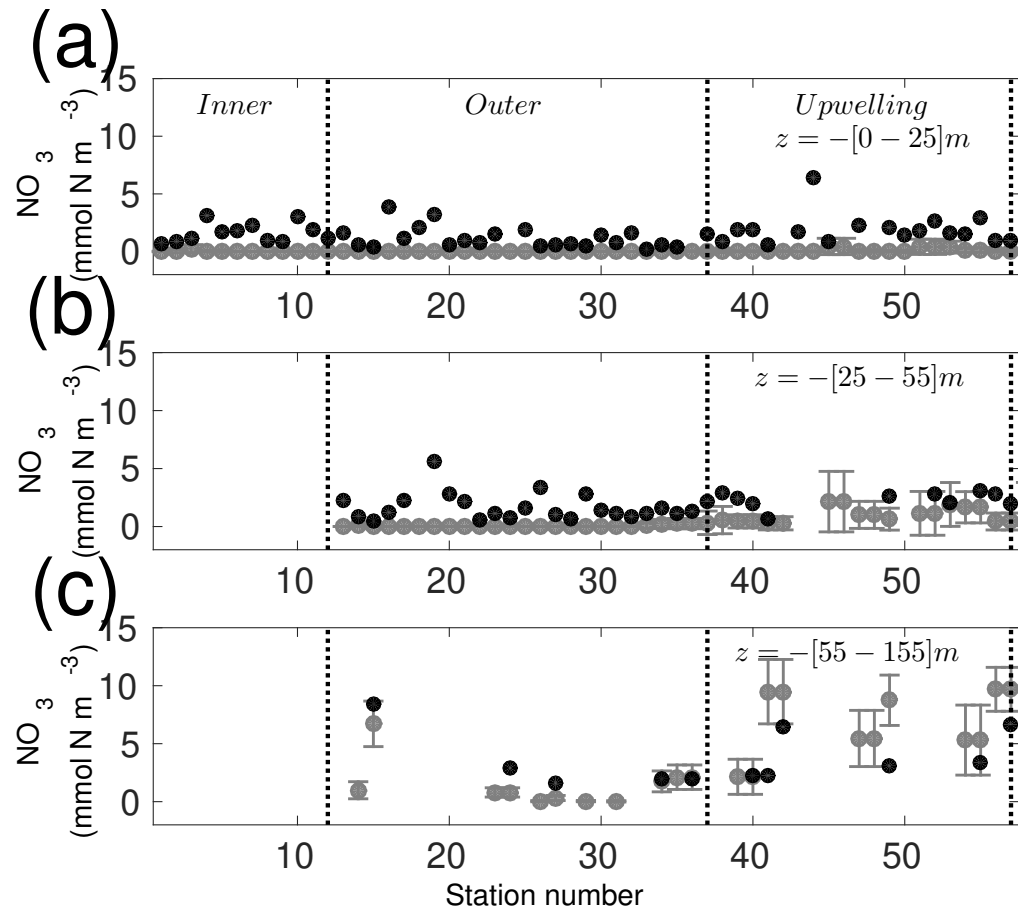 (a)
15
10
5
0
NO 3
(mmol N m -3)
Inner Outer Upwelling
z = −[0 − 25]m
10 20 30 40 50
(b)
15
10
5
0
NO 3
(mmol N m -3)
z = −[25 − 55]m
10 20 30 40 50
(c)
15
10
5
0
NO 3
(mmol N m -3)
z = −[55 − 155]m
10 20 30 40 50
Station number